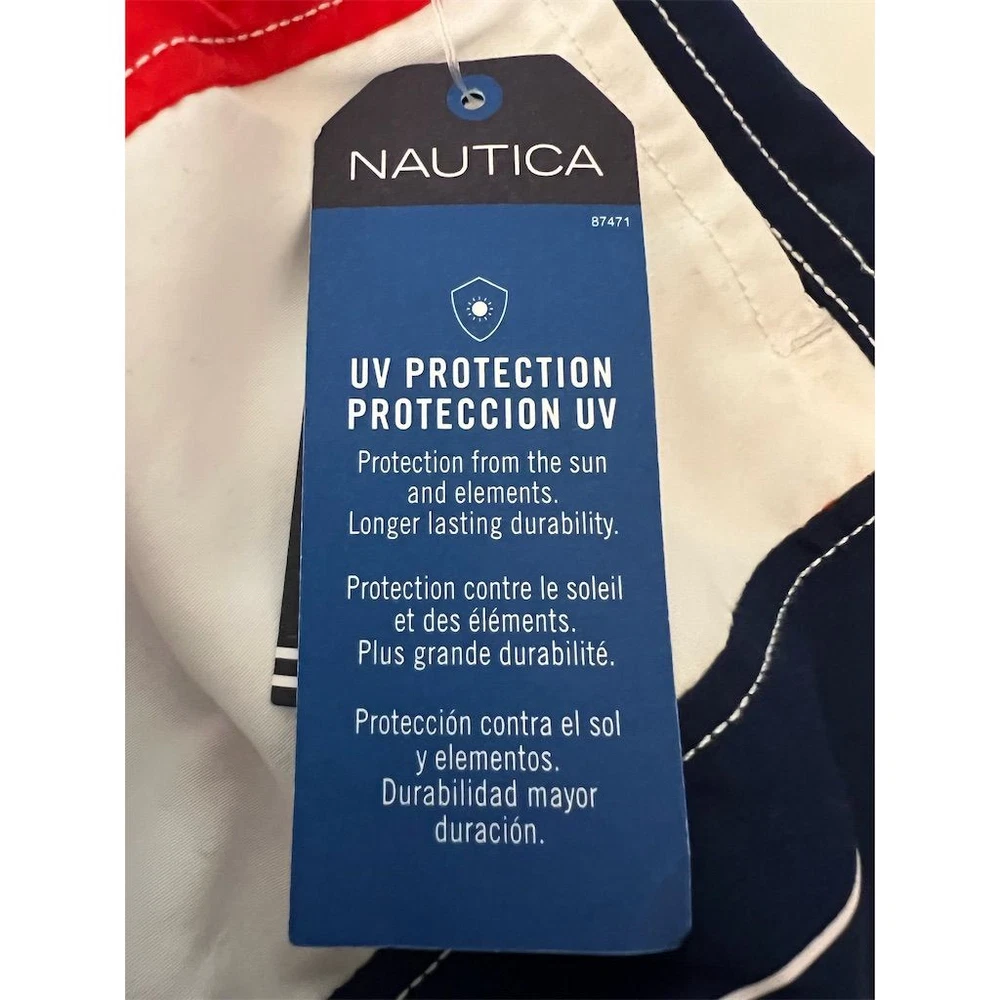 NAUTICA
87471
UV PROTECTION
PROTECCION UV
Protection from the sun
and elements.
Longer lasting durability.
Protection contre le soleil
et des éléments.
Plus grande durabilité.
Protección contra el sol
y elementos.
Durabilidad mayor
duración.